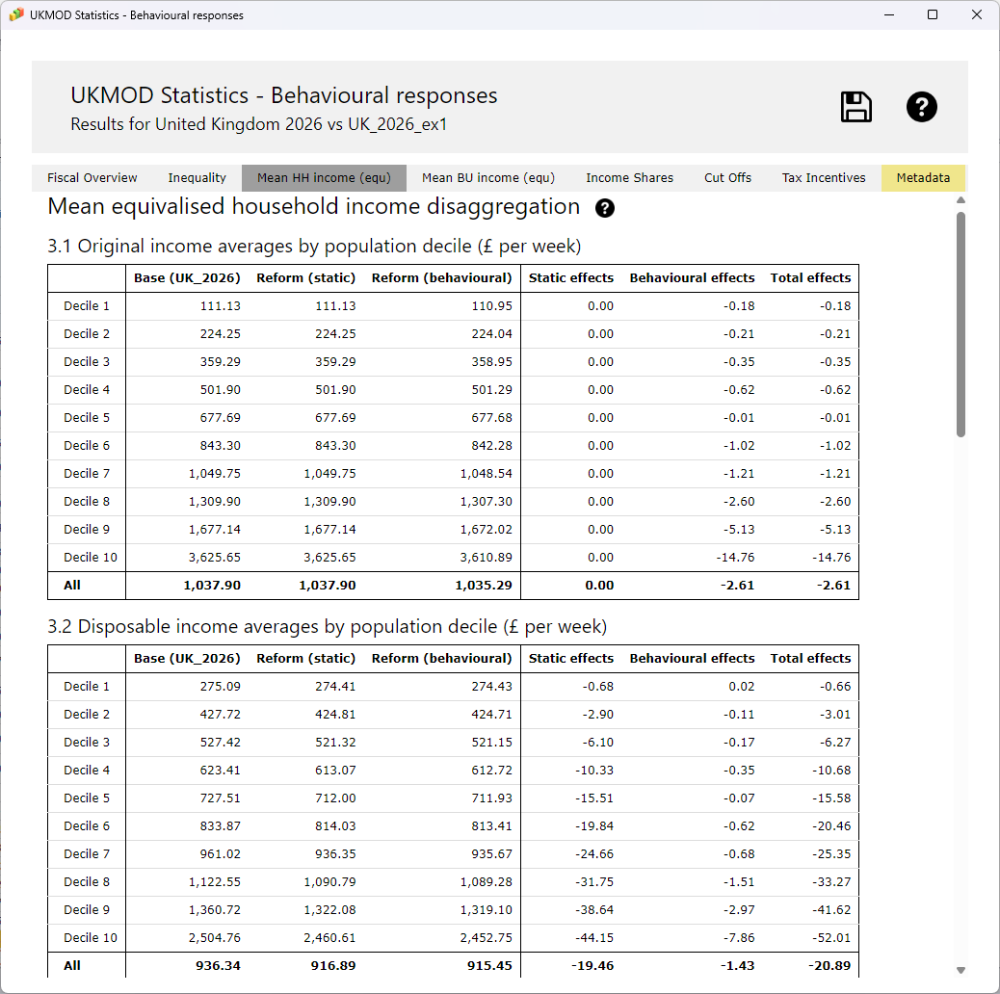 UKMOD Statistics - Behavioural responses
UKMOD Statistics - Behavioural responses
Results for United Kingdom 2026 vs UK_2026_ex1
?
Fiscal Overview Inequality Mean HH income (equ) Mean BU income (equ) Income Shares Cut Offs Tax Incentives Metadata
Mean equivalised household income disaggregation ?
3.1 Original income averages by population decile (£ per week)
Base (UK_2026) Reform (static) Reform (behavioural) Static effects Behavioural effects Total effects
Decile 1 111.13 111.13 110.95 0.00 -0.18 -0.18
Decile 2 224.25 224.25 224.04 0.00 -0.21 -0.21
Decile 3 359.29 359.29 358.95 0.00 -0.35 -0.35
Decile 4 501.90 501.90 501.29 0.00 -0.62 -0.62
Decile 5 677.69 677.69 677.68 0.00 -0.01 -0.01
Decile 6 843.30 843.30 842.28 0.00 -1.02 -1.02
Decile 7 1,049.75 1,049.75 1,048.54 0.00 -1.21 -1.21
Decile 8 1,309.90 1,309.90 1,307.30 0.00 -2.60 -2.60
Decile 9 1,677.14 1,677.14 1,672.02 0.00 -5.13 -5.13
Decile 10 3,625.65 3,625.65 3,610.89 0.00 -14.76 -14.76
All 1,037.90 1,037.90 1,035.29 0.00 -2.61 -2.61
3.2 Disposable income averages by population decile (£ per week)
Base (UK_2026) Reform (static) Reform (behavioural) Static effects Behavioural effects Total effects
Decile 1 275.09 274.41 274.43 -0.68 0.02 -0.66
Decile 2 427.72 424.81 424.71 -2.90 -0.11 -3.01
Decile 3 527.42 521.32 521.15 -6.10 -0.17 -6.27
Decile 4 623.41 613.07 612.72 -10.33 -0.35 -10.68
Decile 5 727.51 712.00 711.93 -15.51 -0.07 -15.58
Decile 6 833.87 814.03 813.41 -19.84 -0.62 -20.46
Decile 7 961.02 936.35 935.67 -24.66 -0.68 -25.35
Decile 8 1,122.55 1,090.79 1,089.28 -31.75 -1.51 -33.27
Decile 9 1,360.72 1,322.08 1,319.10 -38.64 -2.97 -41.62
Decile 10 2,504.76 2,460.61 2,452.75 -44.15 -7.86 -52.01
All 936.34 916.89 915.45 -19.46 -1.43 -20.89